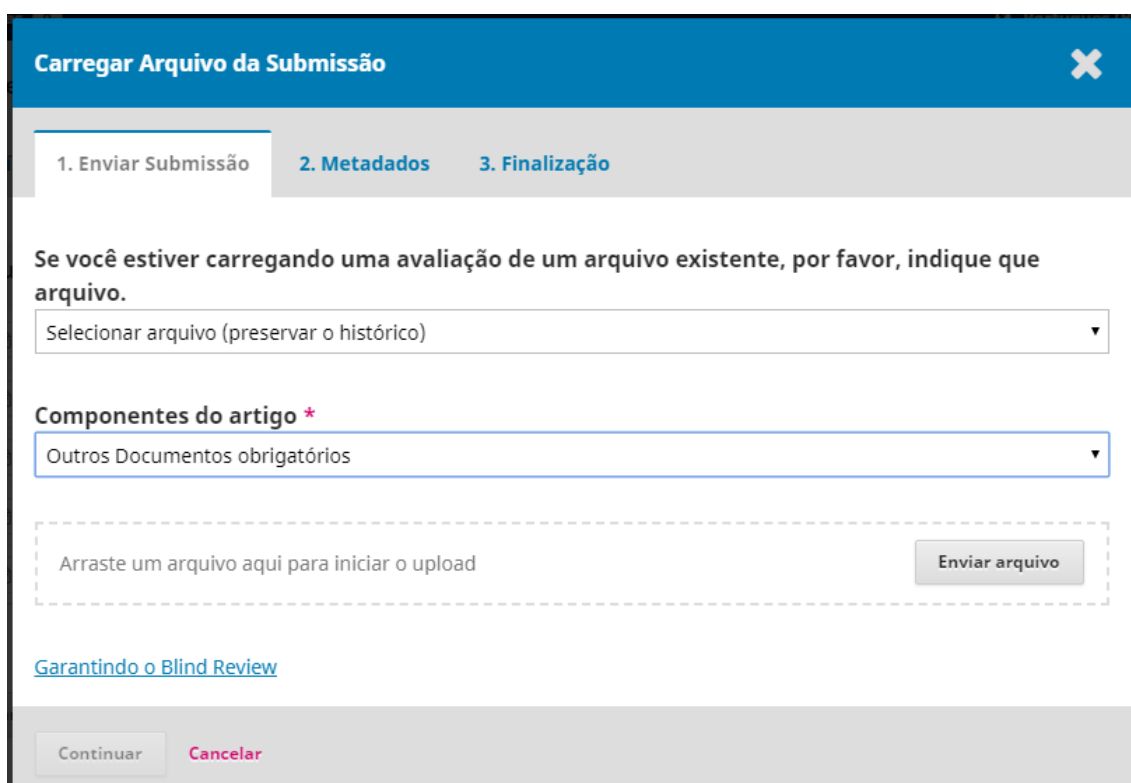 Carregar Arquivo da Submissão
1. Enviar Submissão 2. Metadados 3. Finalização
Se você estiver carregando uma avaliação de um arquivo existente, por favor, indique que
arquivo.
Selecionar arquivo (preservar o histórico)
Componentes do artigo *
Outros Documentos obrigatórios
Arraste um arquivo aqui para iniciar o upload Enviar arquivo
Garantindo o Blind Review
Continuar Cancelar